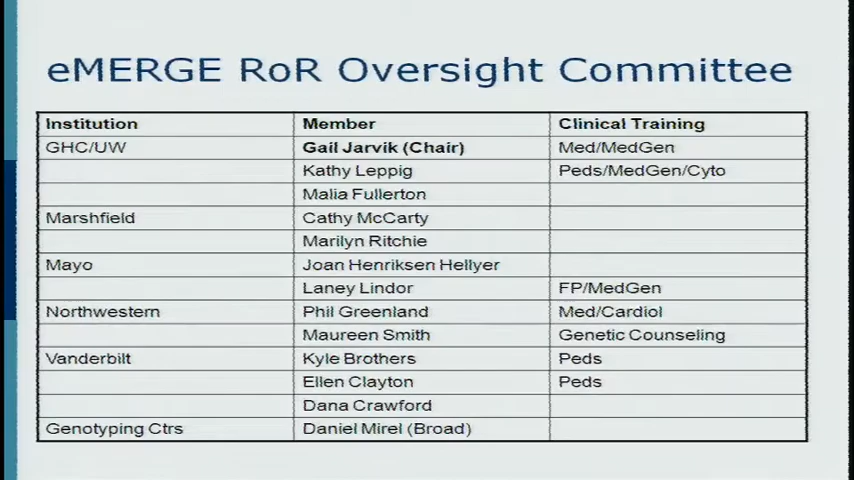 eMERGE RoR Oversight Committee
Institution Member Clinical Training
GHC/UW Gail Jarvik (Chair) Med/MedGen
Kathy Leppig Peds/MedGen/Cyto
Malia Fullerton
Marshfield Cathy McCarty
Marilyn Ritchie
Mayo Joan Henriksen Hellyer
Laney Lindor FP/MedGen
Northwestern Phil Greenland Med/Cardiol
Maureen Smith Genetic Counseling
Vanderbilt Kyle Brothers Peds
Ellen Clayton Peds
Dana Crawford
Genotyping Ctrs Daniel Mirel (Broad)